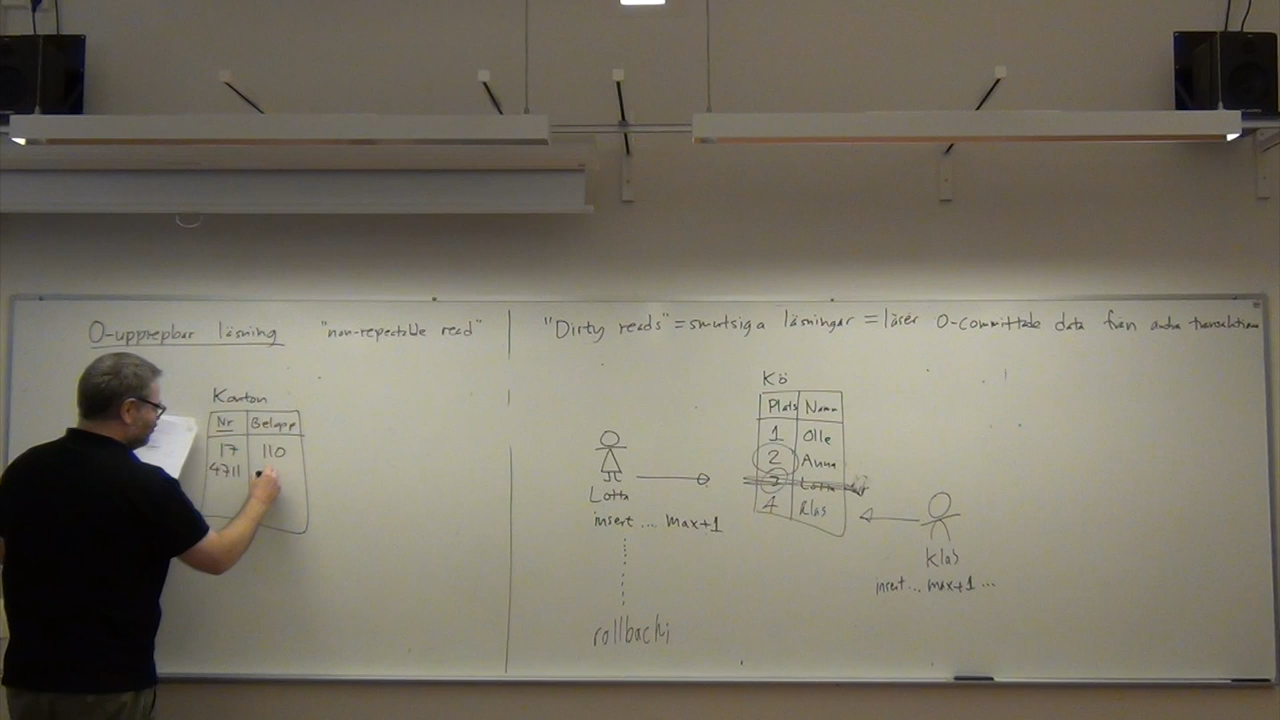 O-upprepbar läsning "non-repeatable read"
Konton
Nr Belopp
17 110
4711
"Dirty reads" = smutsiga läsningar = läser O-committade data från andra transaktioner
Kö
Plats Namn
1 Olle
2 Anna
3 Lotta
4 Klas
Lotta
insert ... max+1
rollback;
Klas
insert ... max+1 ...